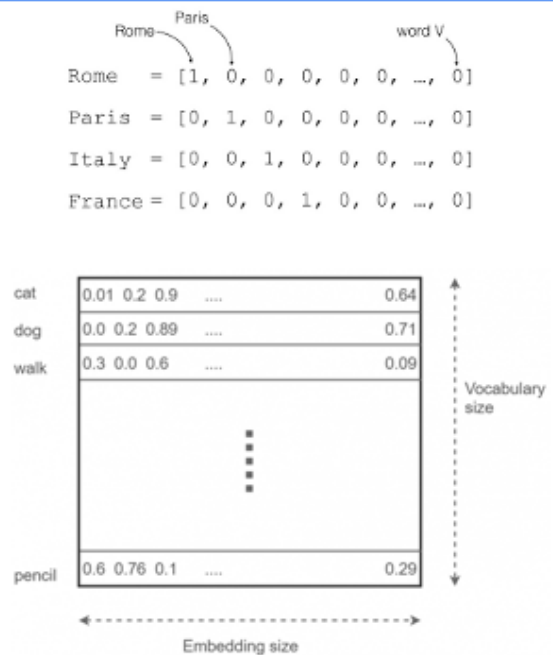 Paris
Rome word V
Rome = [1, 0, 0, 0, 0, 0, …, 0]
Paris = [0, 1, 0, 0, 0, 0, …, 0]
Italy = [0, 0, 1, 0, 0, 0, …, 0]
France = [0, 0, 0, 1, 0, 0, …, 0]
cat 0.01 0.2 0.9 .... 0.64
dog 0.0 0.2 0.89 .... 0.71
walk 0.3 0.0 0.6 .... 0.09
Vocabulary
size
pencil 0.6 0.76 0.1 .... 0.29
Embedding size